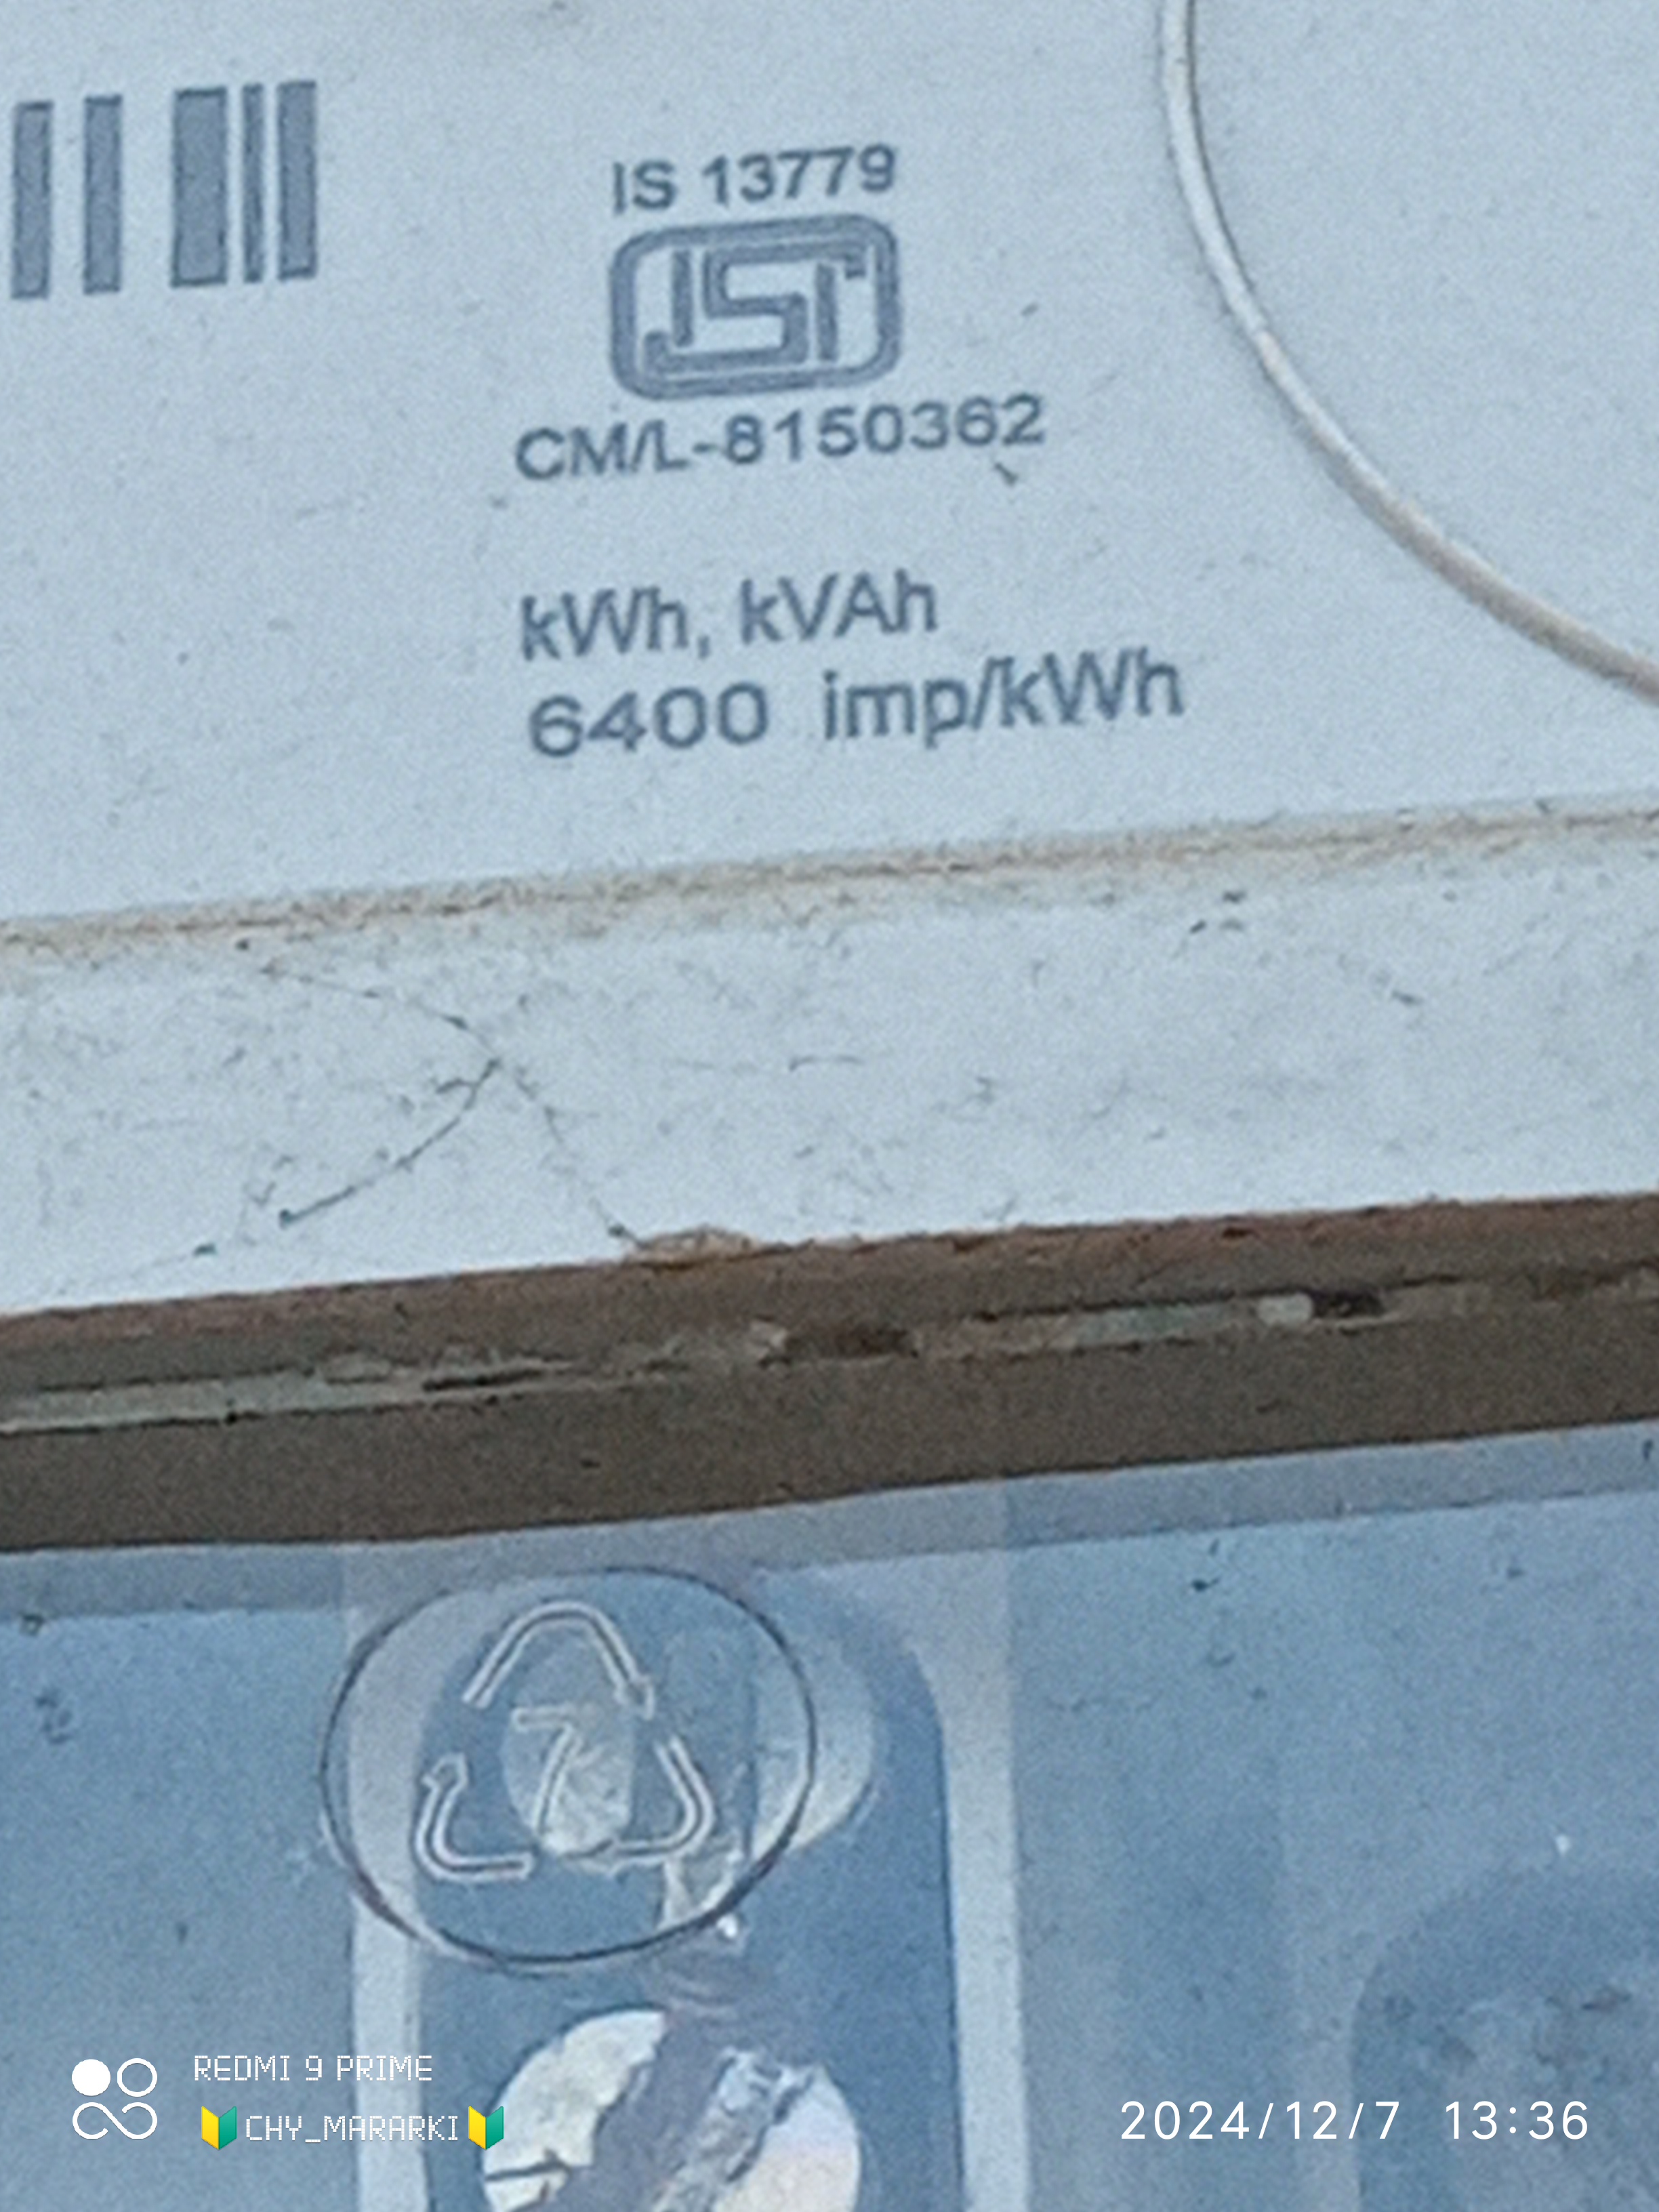 IS 13779
ISI
CM/L-8150362
kWh, kVAh
6400 imp/kWh
7
REDMI 9 PRIME
🔰CHY_MARARKI🔰
2024/12/7 13:36